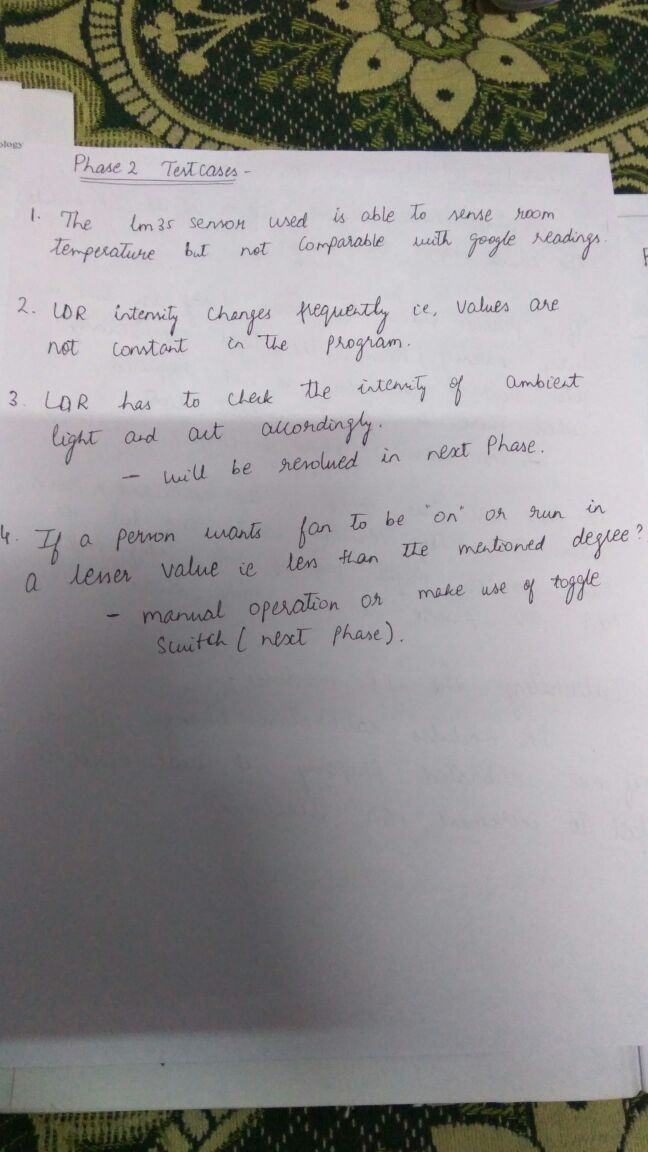 ology
Phase 2 Testcases -
1. The lm35 sensor used is able to sense room
temperature but not comparable with google readings.
2. LDR intensity changes frequently ie, values are
not constant in the program.
3. LDR has to check the intensity of ambient
light and act accordingly.
- will be resolved in next Phase.
4. If a person wants fan to be "on" or run in
a lesser value ie less than the mentioned degree?
- manual operation or make use of toggle
switch ( next Phase).